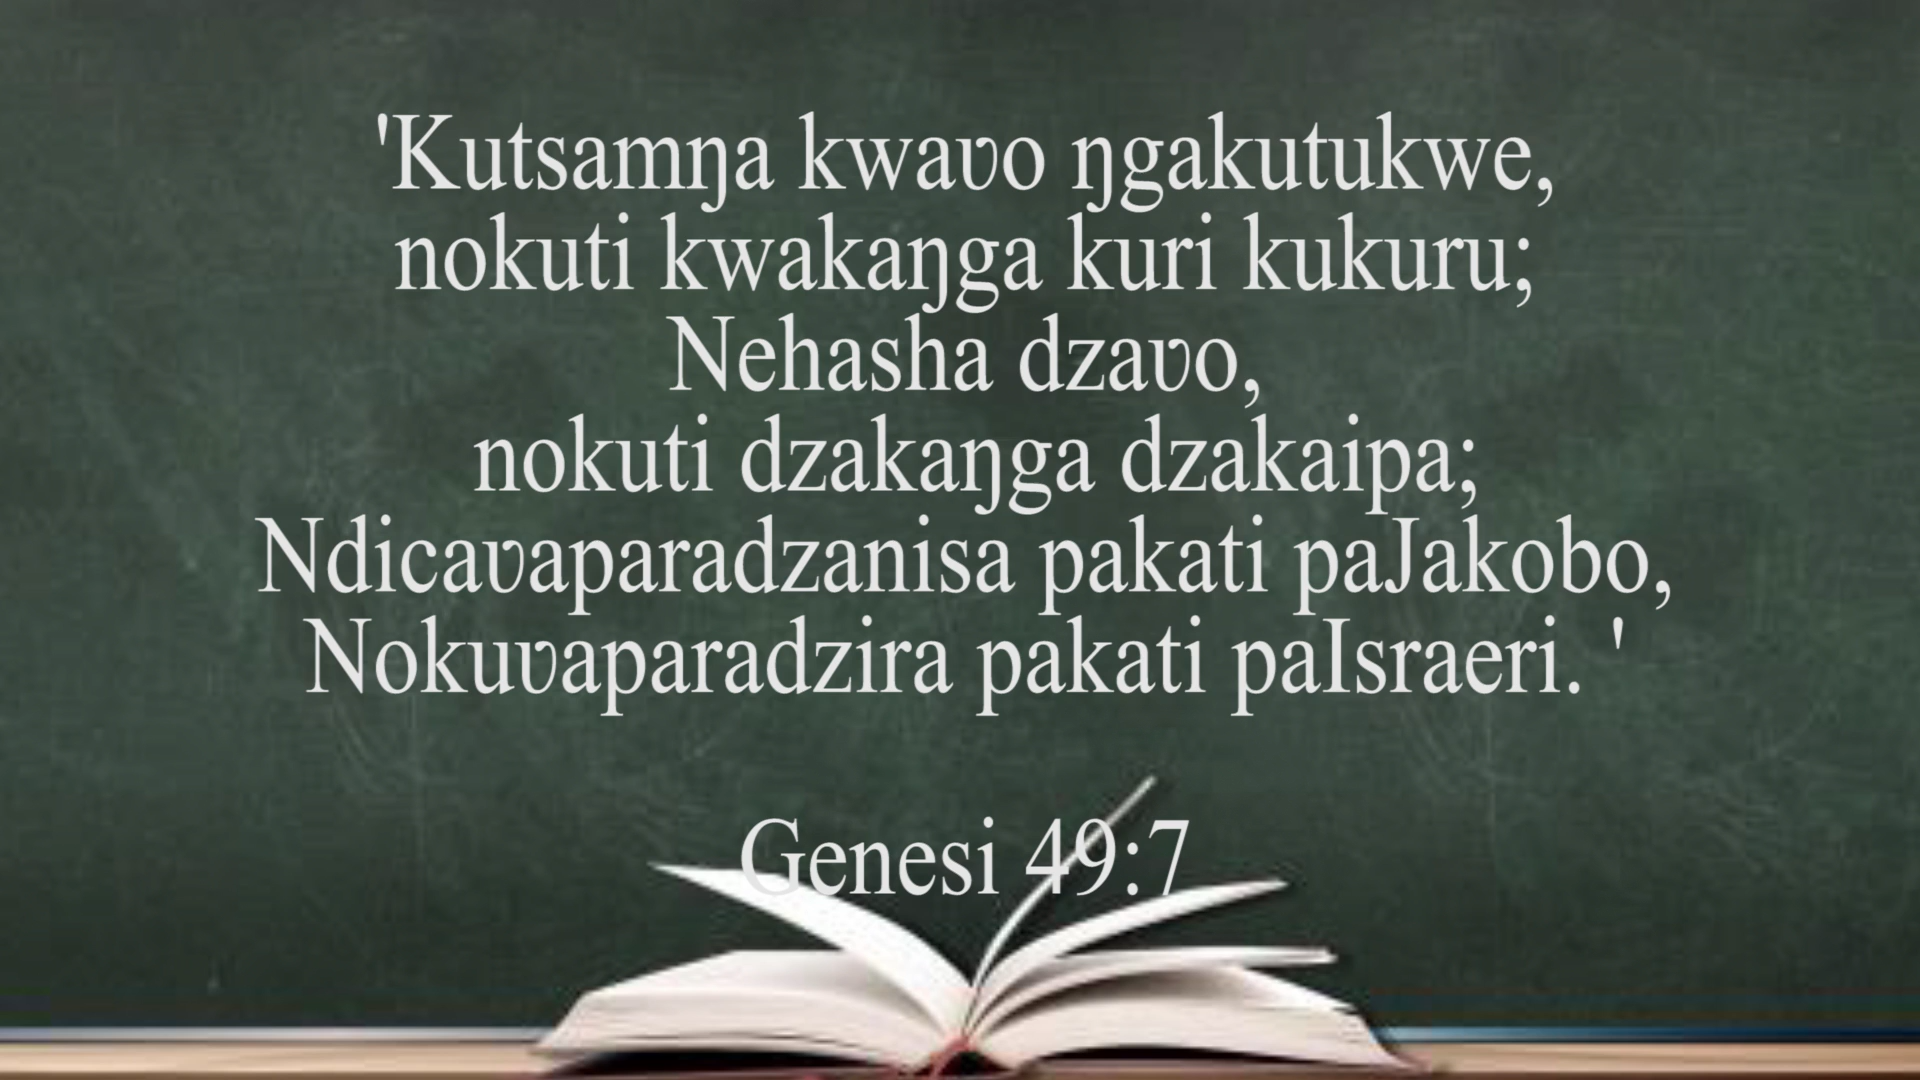 'Kutsamŋa kwaʋo ŋgakutukwe,
nokuti kwakaŋga kuri kukuru;
Nehasha dzaʋo,
nokuti dzakaŋga dzakaipa;
Ndicaʋaparadzanisa pakati paJakobo,
Nokuʋaparadzira pakati paIsraeri. '
Genesi 49:7